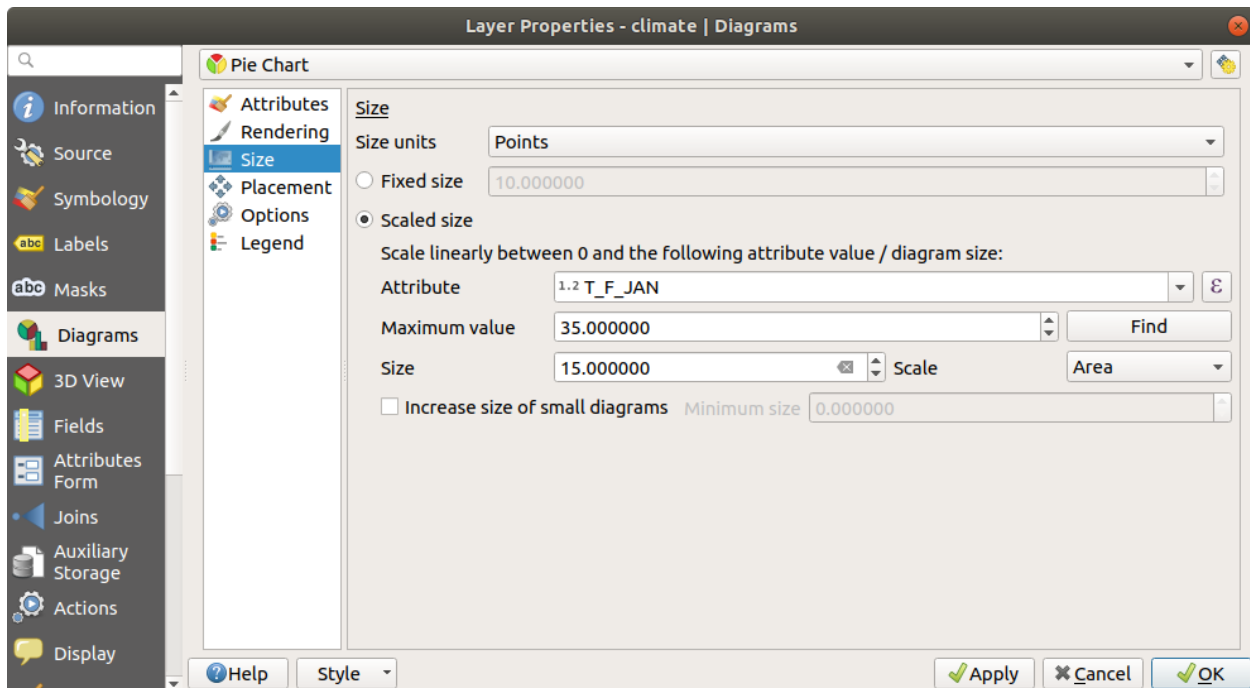 Layer Properties - climate | Diagrams
Pie Chart
Information
Source
Symbology
abc Labels
abc Masks
Diagrams
3D View
Fields
Attributes
Form
Joins
Auxiliary
Storage
Actions
Display
Attributes
Rendering
Size
Placement
Options
Legend
Size
Size units Points
Fixed size 10.000000
Scaled size
Scale linearly between 0 and the following attribute value / diagram size:
Attribute 1.2 T_F_JAN ε
Maximum value 35.000000 Find
Size 15.000000 Scale Area
Increase size of small diagrams Minimum size 0.000000
Help Style Apply Cancel OK